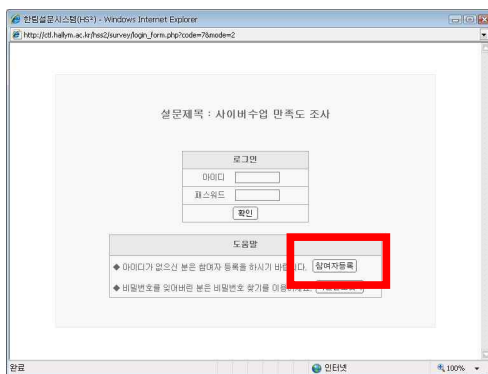 한림설문시스템(HS²) - Windows Internet Explorer
http://ctl.hallym.ac.kr/hss2/survey/login_form.php?code=7&mode=2
설문제목 : 사이버수업 만족도 조사
로그인
아이디
패스워드
확인
도움말
◆ 아이디가 없으신 분은 참여자 등록을 하시기 바랍니다. 참여자등록
◆ 비밀번호를 잊어버린 분은 비밀번호 찾기를 이용하세요.
완료 인터넷 100%